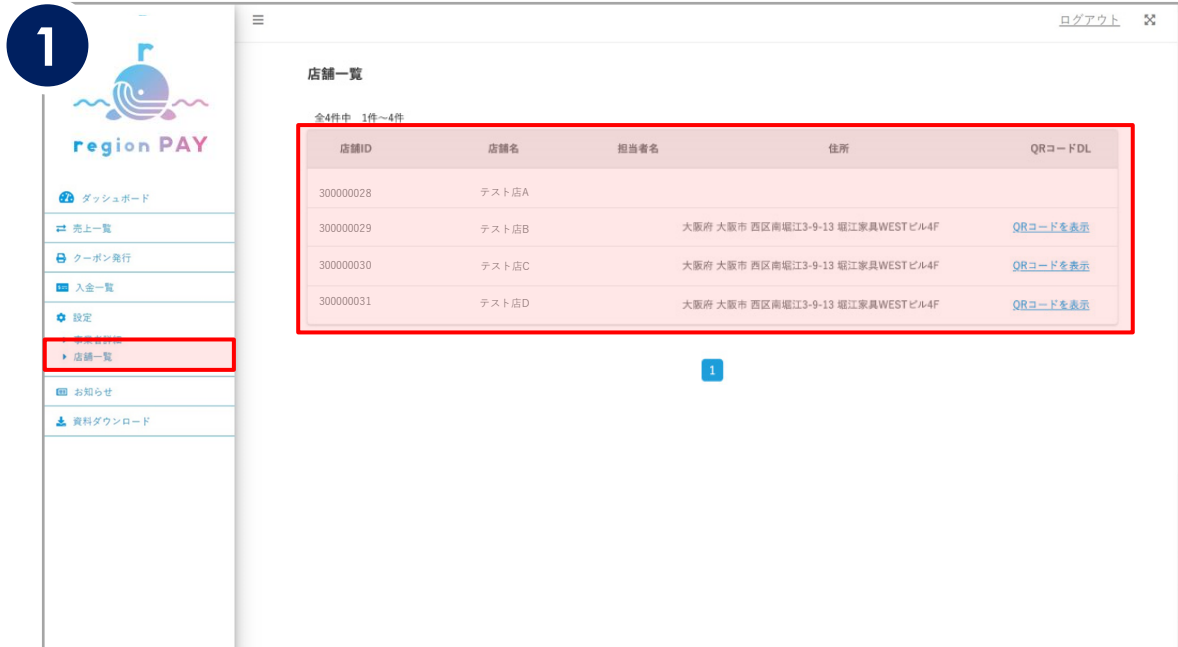 1
ログアウト
region PAY
店舗一覧
全4件中 1件～4件
店舗ID 店舗名 担当者名 住所 QRコードDL
300000028 テスト店A
300000029 テスト店B 大阪府 大阪市 西区南堀江3-9-13 堀江家具WESTビル4F QRコードを表示
300000030 テスト店C 大阪府 大阪市 西区南堀江3-9-13 堀江家具WESTビル4F QRコードを表示
300000031 テスト店D 大阪府 大阪市 西区南堀江3-9-13 堀江家具WESTビル4F QRコードを表示
1
ダッシュボード
売上一覧
クーポン発行
入金一覧
設定
事業者詳細
店舗一覧
お知らせ
資料ダウンロード